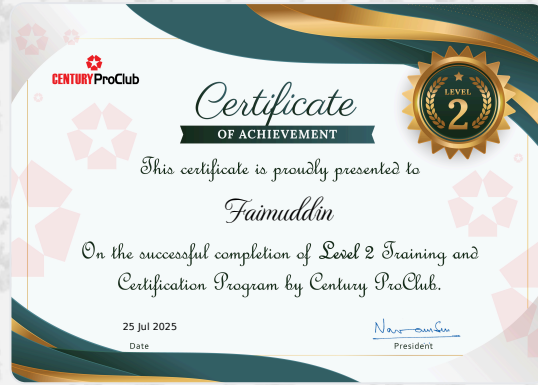 CENTURY ProClub
Certificate
OF ACHIEVEMENT
LEVEL
2
This certificate is proudly presented to
Faimuddin
On the successful completion of Level 2 Training and
Certification Program by Century ProClub.
25 Jul 2025
Date
President